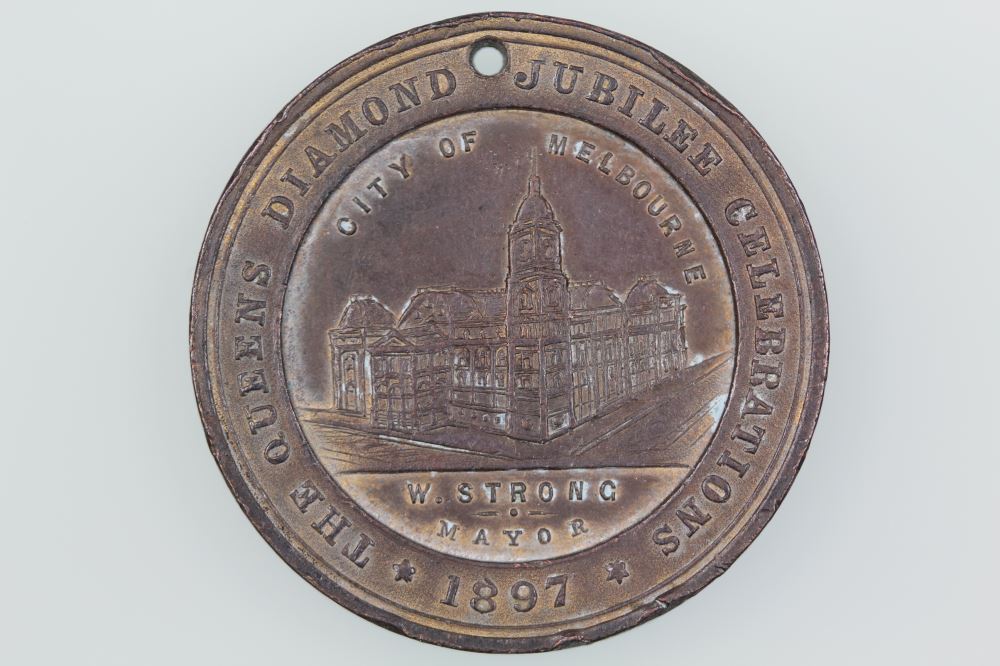 THE QUEENS DIAMOND JUBILEE CELEBRATIONS
CITY OF MELBOURNE
W. STRONG
MAYOR
1897